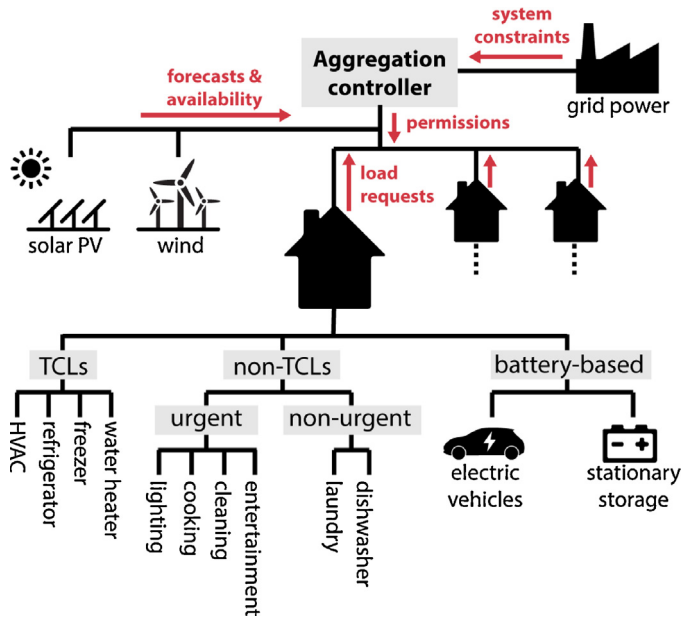 system
constraints
Aggregation
controller
forecasts &
availability
grid power
permissions
load
requests
solar PV
wind
TCLs
non-TCLs
battery-based
urgent
non-urgent
HVAC
refrigerator
freezer
water heater
lighting
cooking
cleaning
entertainment
laundry
dishwasher
electric
vehicles
stationary
storage